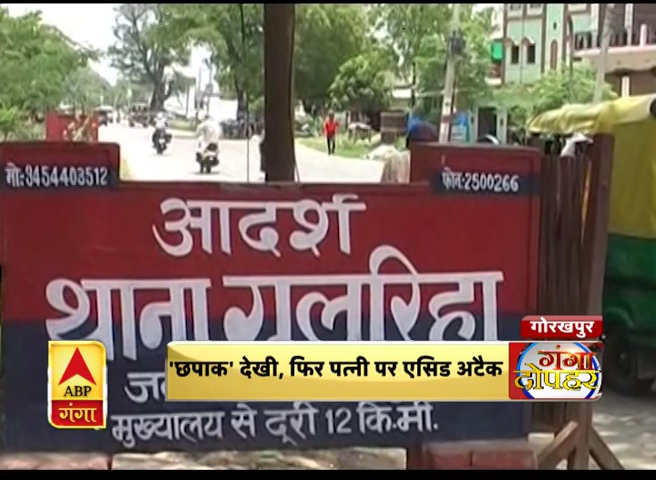 मो:9454403512
फोन:2500266
आदर्श
थाना गुलरिहा
मुख्यालय से दूरी 12 कि.मी.
गोरखपुर
'छपाक' देखी, फिर पत्नी पर एसिड अटैक
गंगा
दोपहर
ABP
गंगा